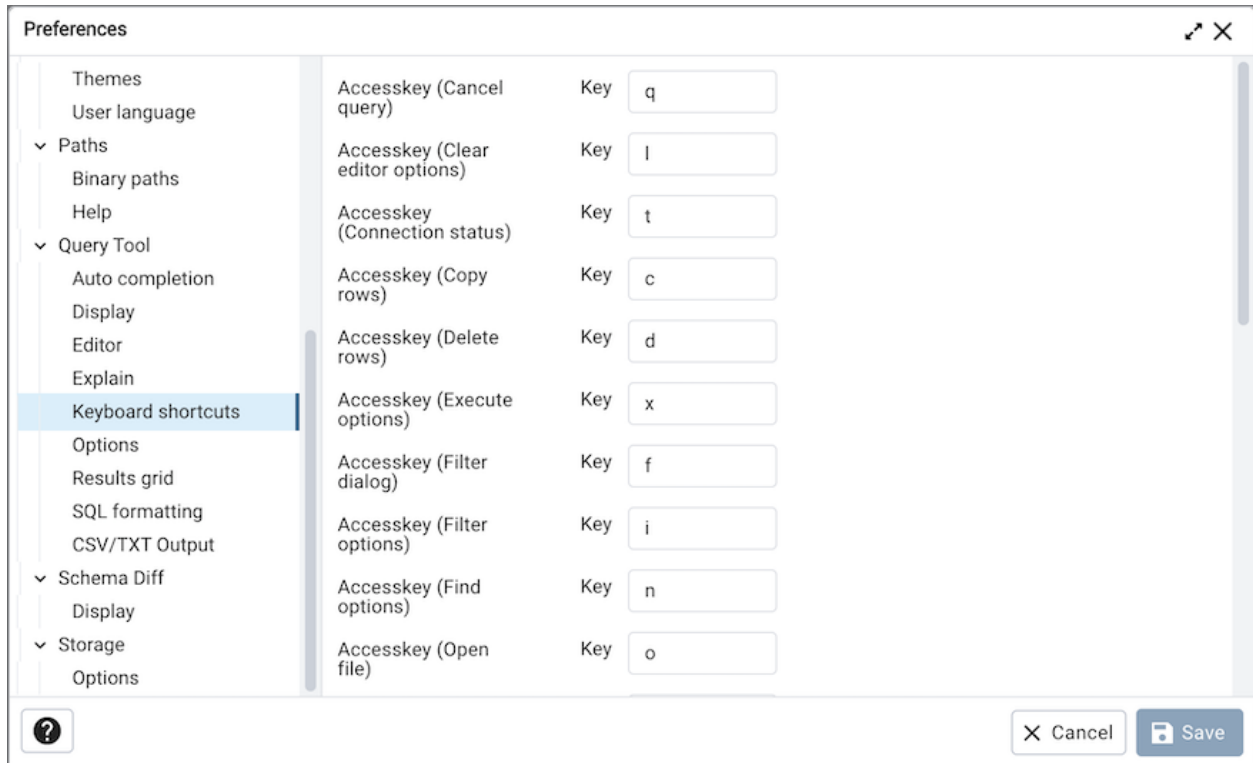 Preferences
Themes
User language
Paths
Binary paths
Help
Query Tool
Auto completion
Display
Editor
Explain
Keyboard shortcuts
Options
Results grid
SQL formatting
CSV/TXT Output
Schema Diff
Display
Storage
Options
Accesskey (Cancel
query)
Key
q
Accesskey (Clear
editor options)
Key
l
Accesskey
(Connection status)
Key
t
Accesskey (Copy
rows)
Key
c
Accesskey (Delete
rows)
Key
d
Accesskey (Execute
options)
Key
x
Accesskey (Filter
dialog)
Key
f
Accesskey (Filter
options)
Key
i
Accesskey (Find
options)
Key
n
Accesskey (Open
file)
Key
o
Cancel
Save